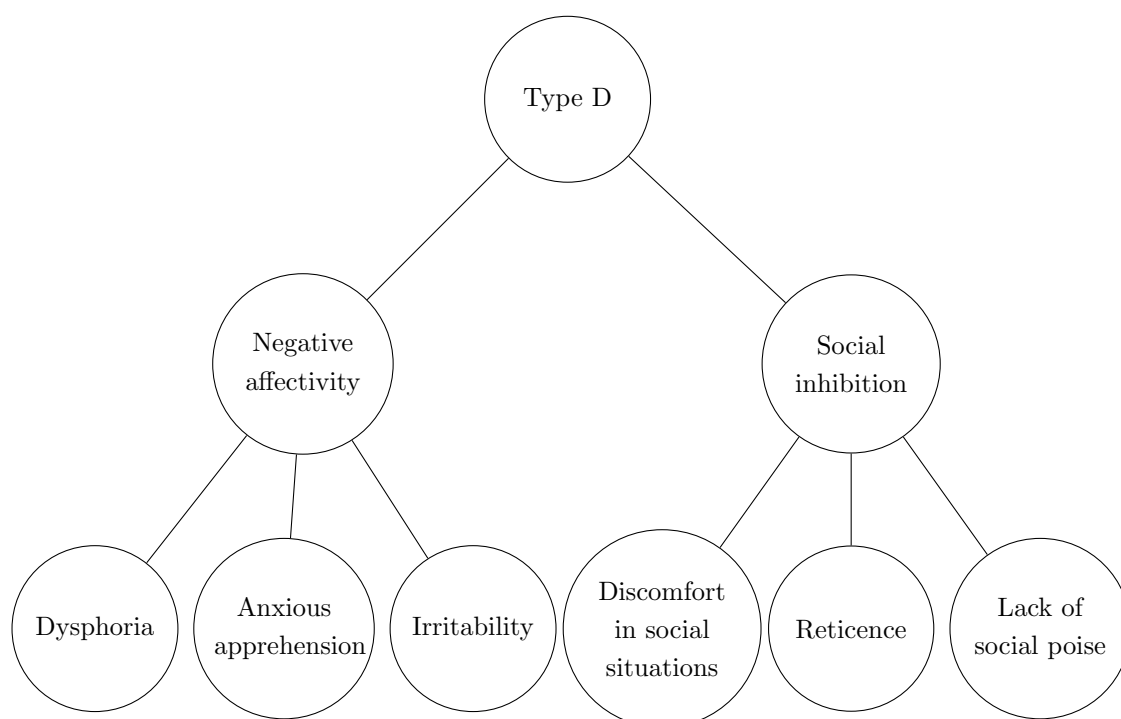 Type D
Negative
affectivity
Social
inhibition
Dysphoria
Anxious
apprehension
Irritability
Discomfort
in social
situations
Reticence
Lack of
social poise